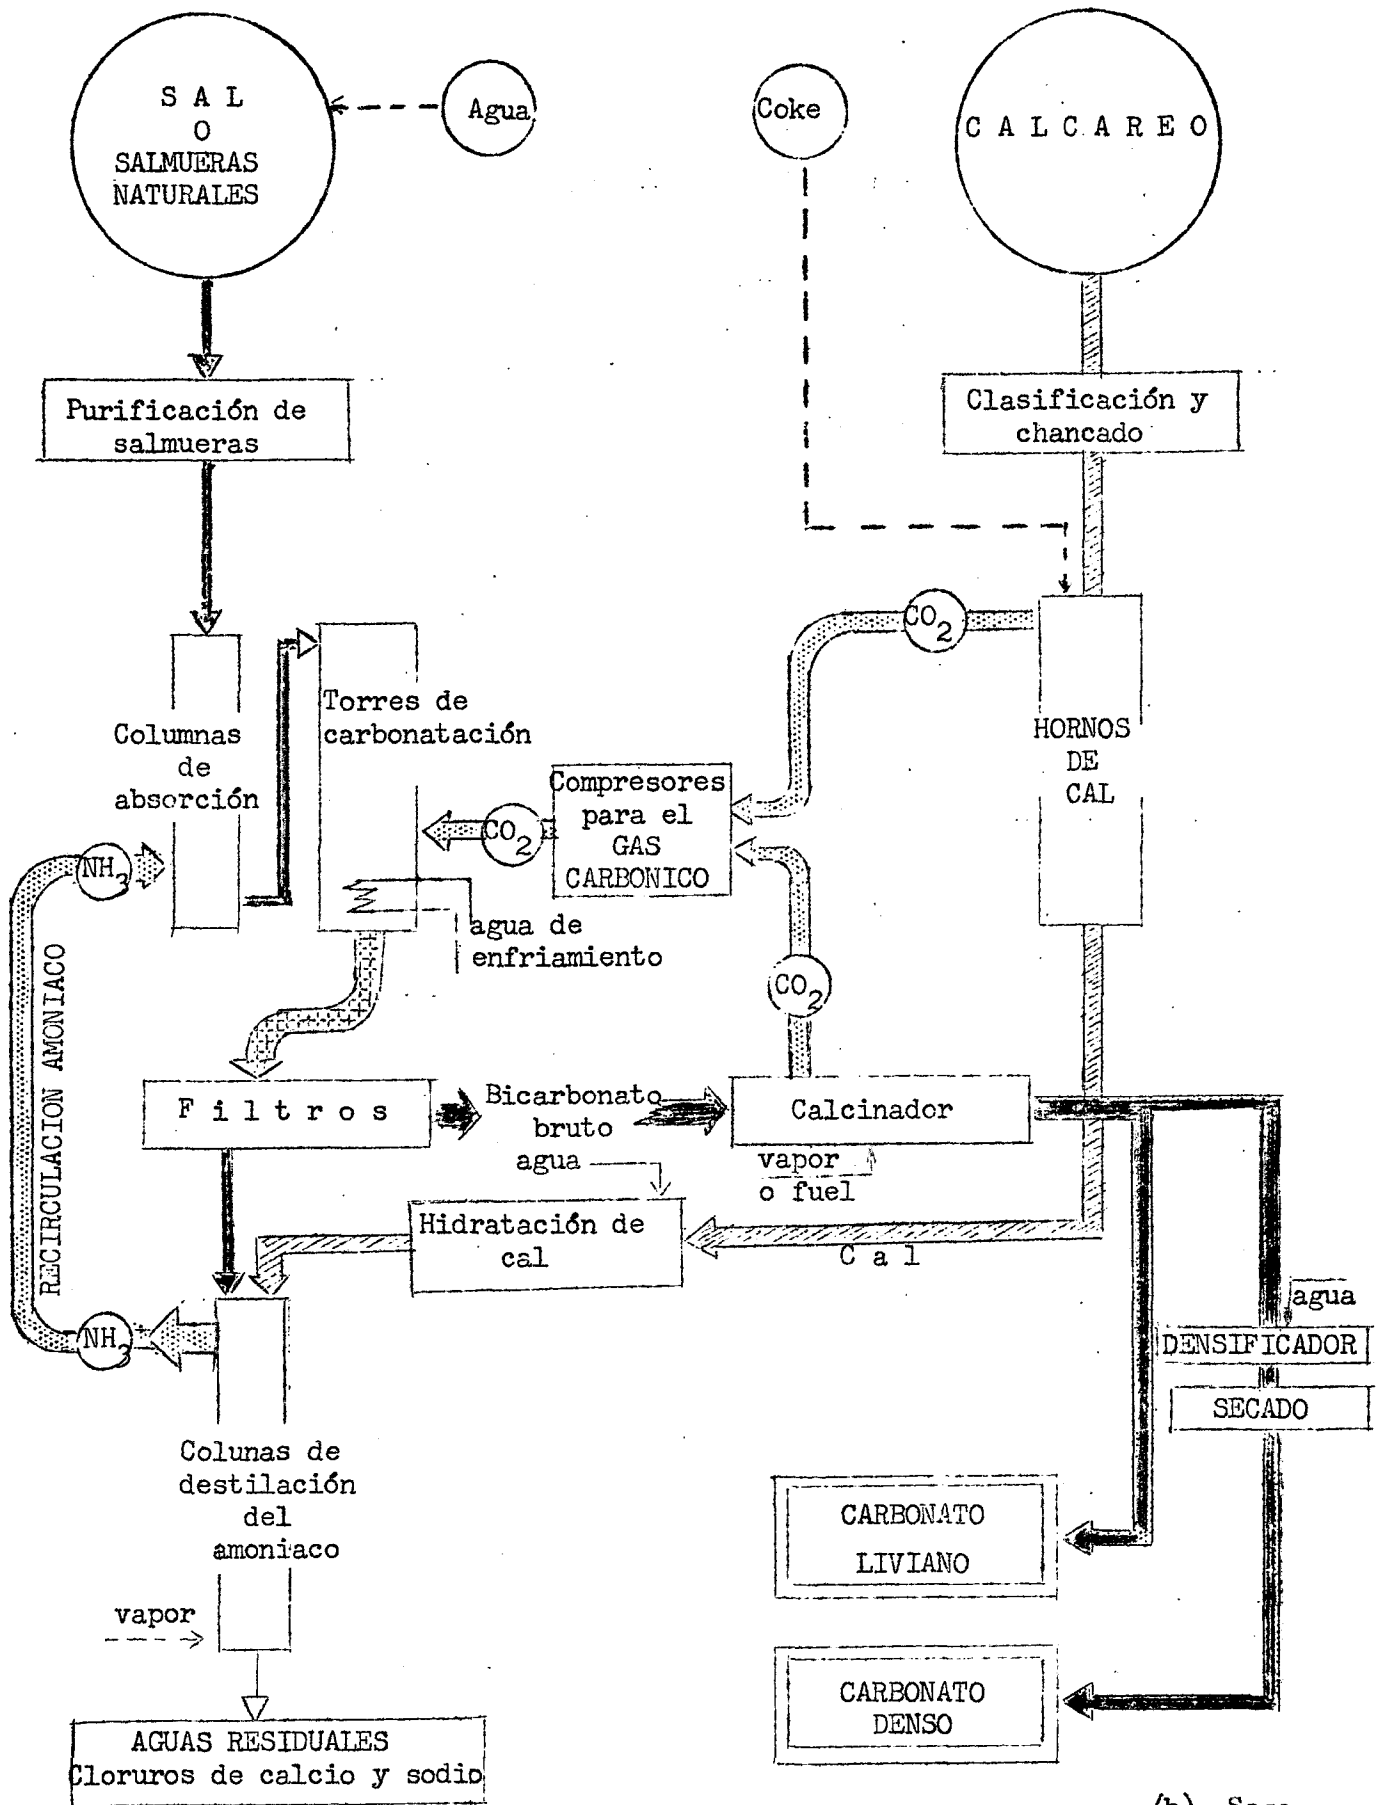 S A L
O
SALMUERAS
NATURALES
Agua
Coke
C A L C A R E O
Purificación de
salmueras
Clasificación y
chancado
CO2
Columnas
de
absorción
Torres de
carbonatación
HORNOS
DE
CAL
Compresores
para el
GAS
CARBONICO
CO2
NH3
agua de
enfriamiento
CO2
RECIRCULACION AMONIACO
F i l t r o s
Bicarbonato
bruto
Calcinador
agua
vapor
o fuel
Hidratación de
cal
C a l
agua
DENSIFICADOR
SECADO
NH3
Colunas de
destilación
del
amoniaco
vapor
CARBONATO
LIVIANO
CARBONATO
DENSO
AGUAS RESIDUALES
Cloruros de calcio y sodio